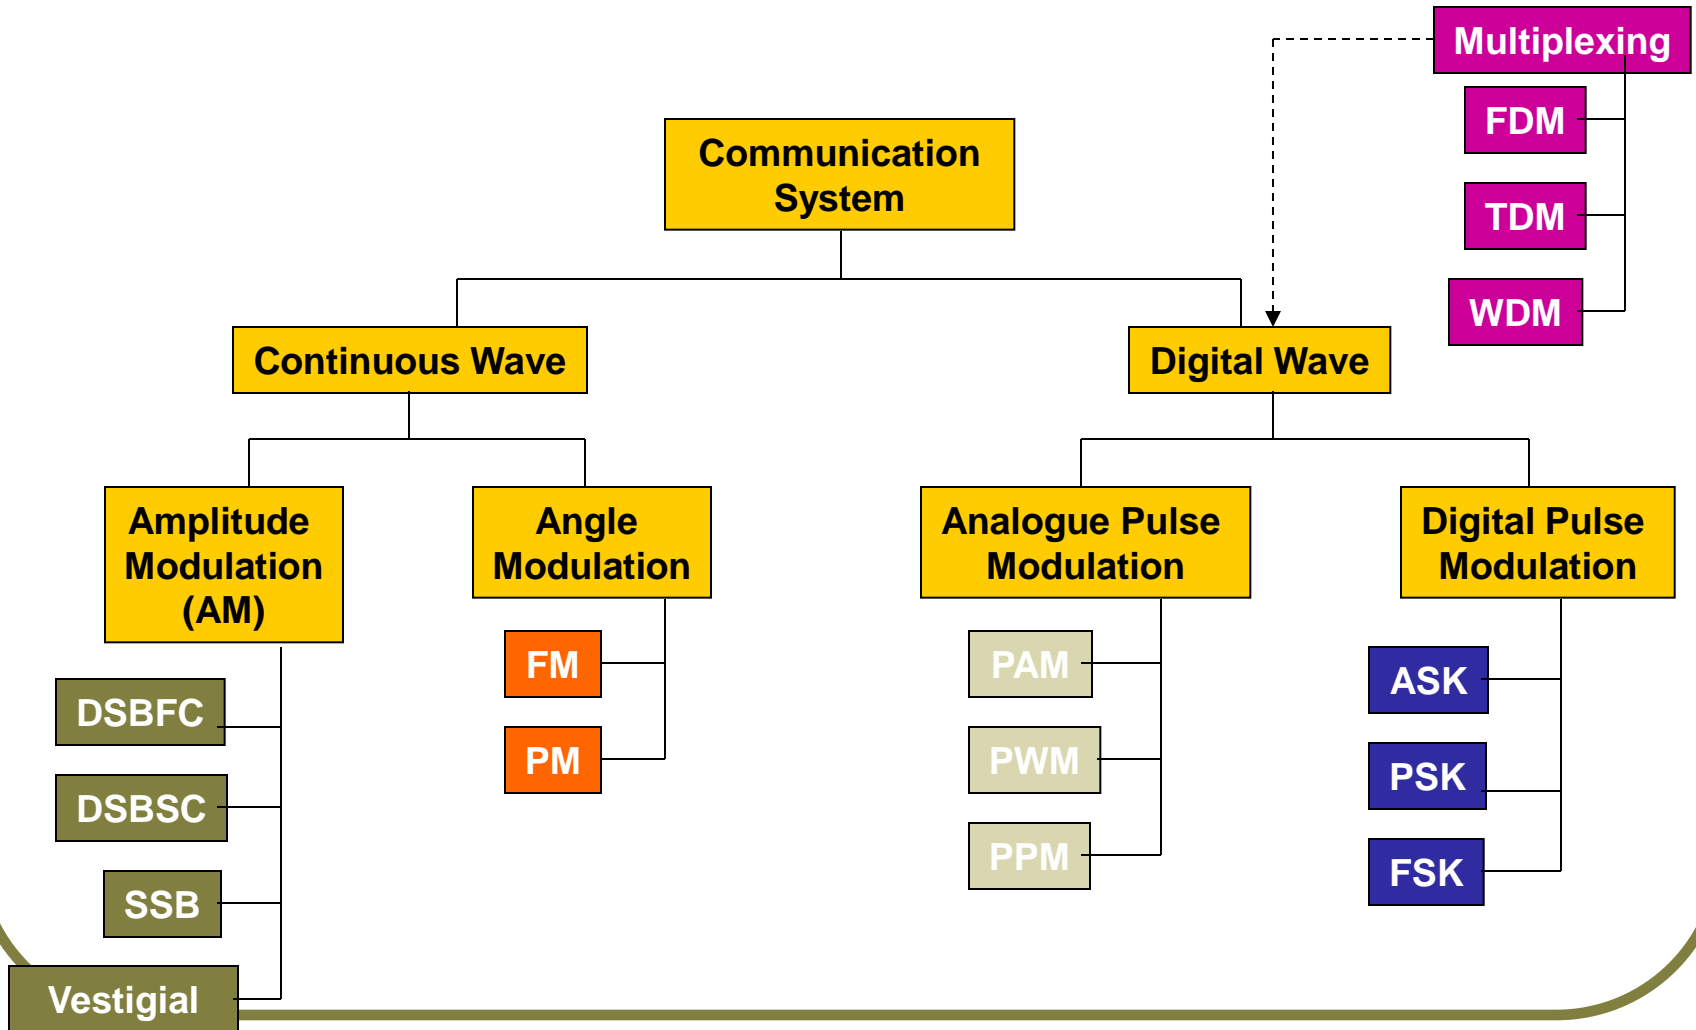 Multiplexing
FDM
TDM
WDM
Communication
System
Continuous Wave
Digital Wave
Amplitude
Modulation
(AM)
Angle
Modulation
Analogue Pulse
Modulation
Digital Pulse
Modulation
DSBFC
DSBSC
SSB
Vestigial
FM
PM
PAM
PWM
PPM
ASK
PSK
FSK